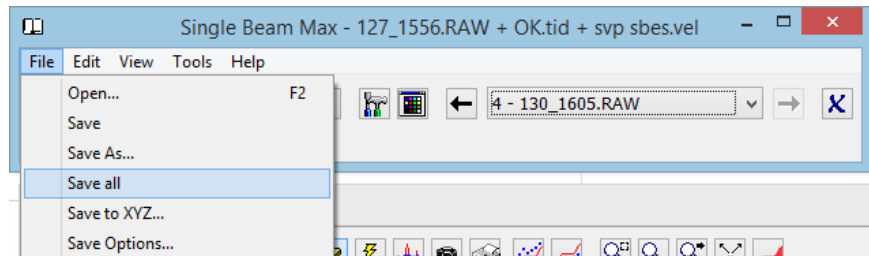 Single Beam Max - 127_1556.RAW + OK.tid + svp sbes.vel
File Edit View Tools Help
Open... F2
4 - 130_1605.RAW
Save
Save As...
Save all
Save to XYZ...
Save Options...